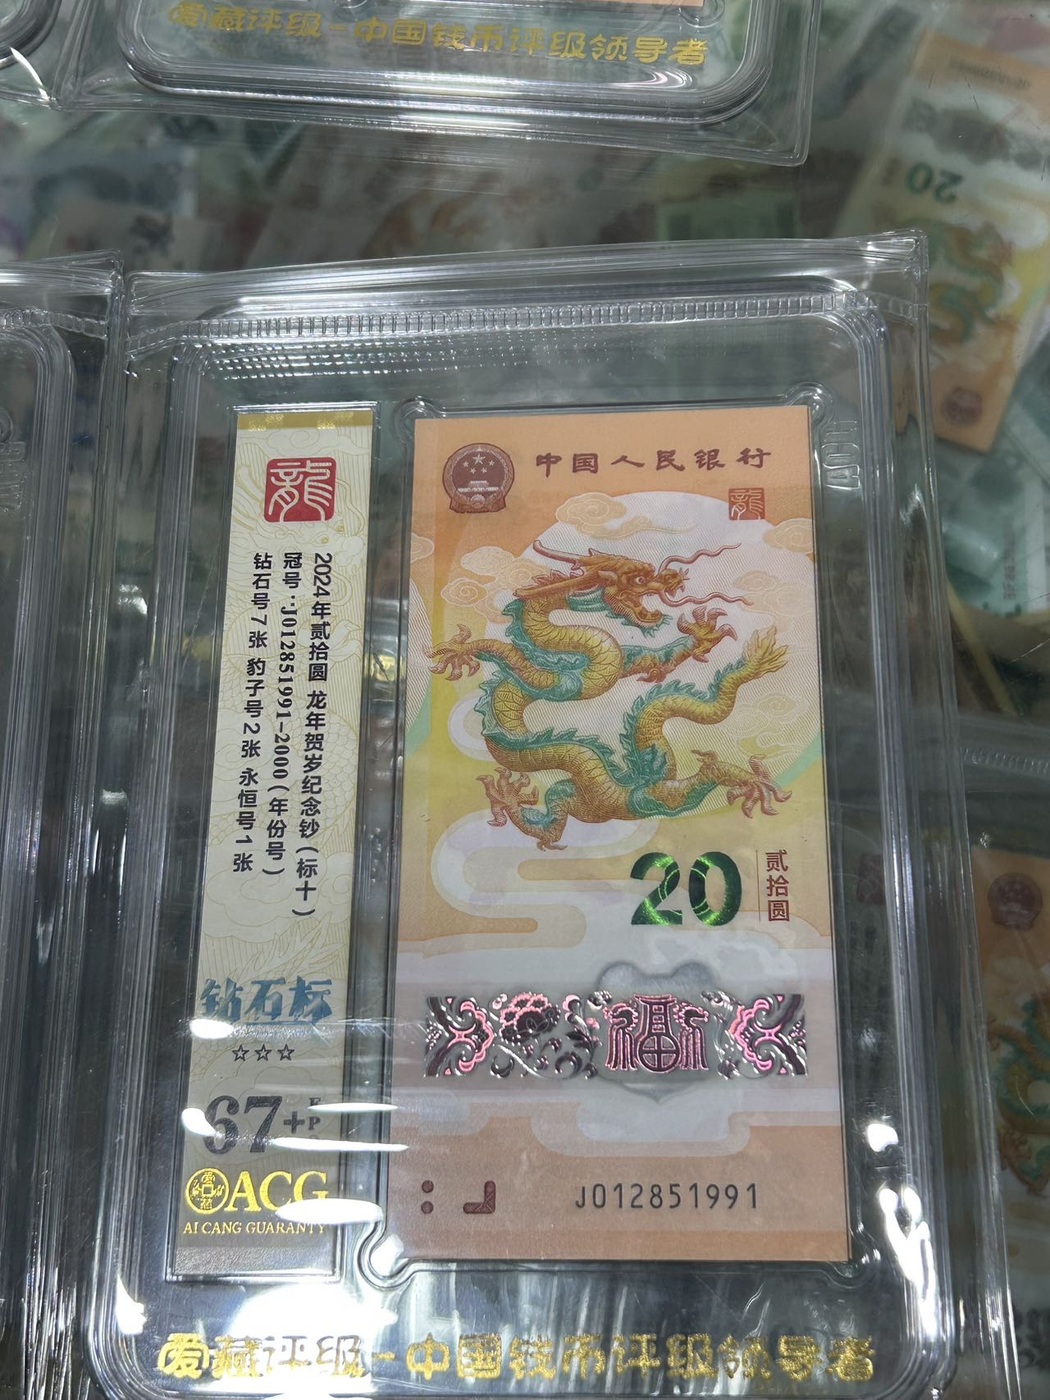 爱藏评级-中国钱币评级领导者
20
龍
2024年贰拾圆 龙年贺岁纪念钞(标十)
冠号:J012851991-2000(年份号)
钻石号7张 豹子号2张 永恒号1张
钻石标
☆☆☆
67+
ACG
AI CANG GUARANTY
中国人民银行
龍
20
贰拾圆
福
J012851991
爱藏评级-中国钱币评级领导者